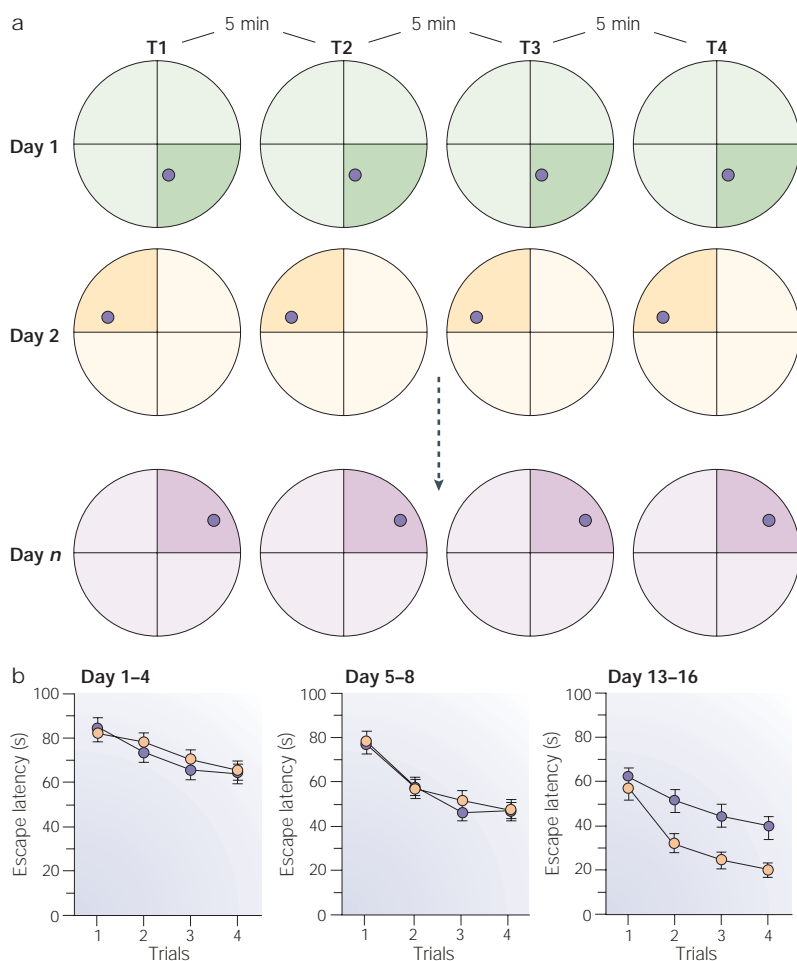 a
5 min 5 min 5 min
T1 T2 T3 T4
Day 1
Day 2
Day n
b
Day 1–4
100
80
60
40
20
0
Escape latency (s)
1 2 3 4
Trials
Day 5–8
100
80
60
40
20
0
Escape latency (s)
1 2 3 4
Trials
Day 13–16
100
80
60
40
20
0
Escape latency (s)
1 2 3 4
Trials